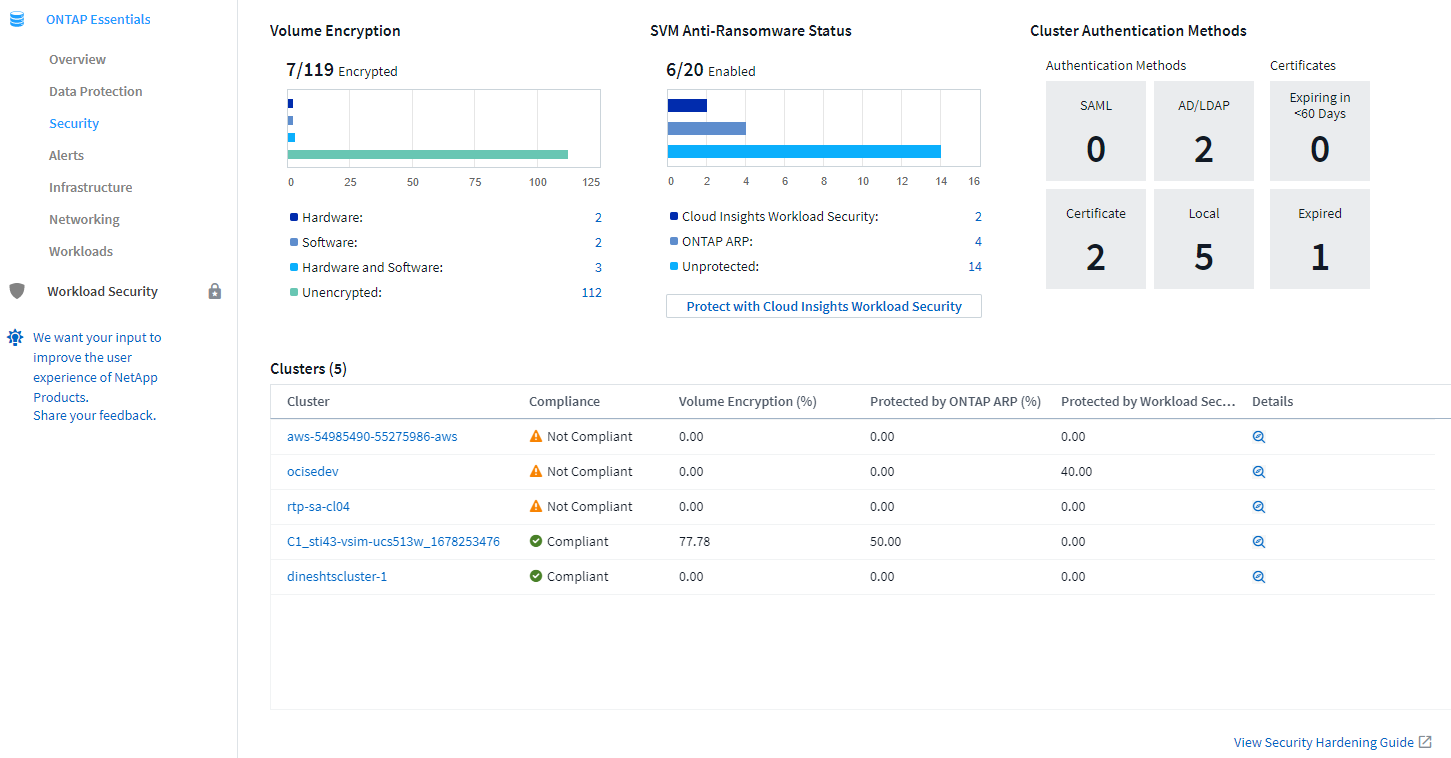 ONTAP Essentials
Overview
Data Protection
Security
Alerts
Infrastructure
Networking
Workloads
Workload Security
We want your input to
improve the user
experience of NetApp
Products.
Share your feedback.
Volume Encryption
7/119 Encrypted
0 25 50 75 100 125
Hardware: 2
Software: 2
Hardware and Software: 3
Unencrypted: 112
SVM Anti-Ransomware Status
6/20 Enabled
0 2 4 6 8 10 12 14 16
Cloud Insights Workload Security: 2
ONTAP ARP: 4
Unprotected: 14
Protect with Cloud Insights Workload Security
Cluster Authentication Methods
Authentication Methods Certificates
SAML AD/LDAP Expiring in
<60 Days
0 2 0
Certificate Local Expired
2 5 1
Clusters (5)
Cluster Compliance Volume Encryption (%) Protected by ONTAP ARP (%) Protected by Workload Sec... Details
aws-54985490-55275986-aws Not Compliant 0.00 0.00 0.00
ocisedev Not Compliant 0.00 0.00 40.00
rtp-sa-cl04 Not Compliant 0.00 0.00 0.00
C1_sti43-vsim-ucs513w_1678253476 Compliant 77.78 50.00 0.00
dineshtscluster-1 Compliant 0.00 0.00 0.00
View Security Hardening Guide